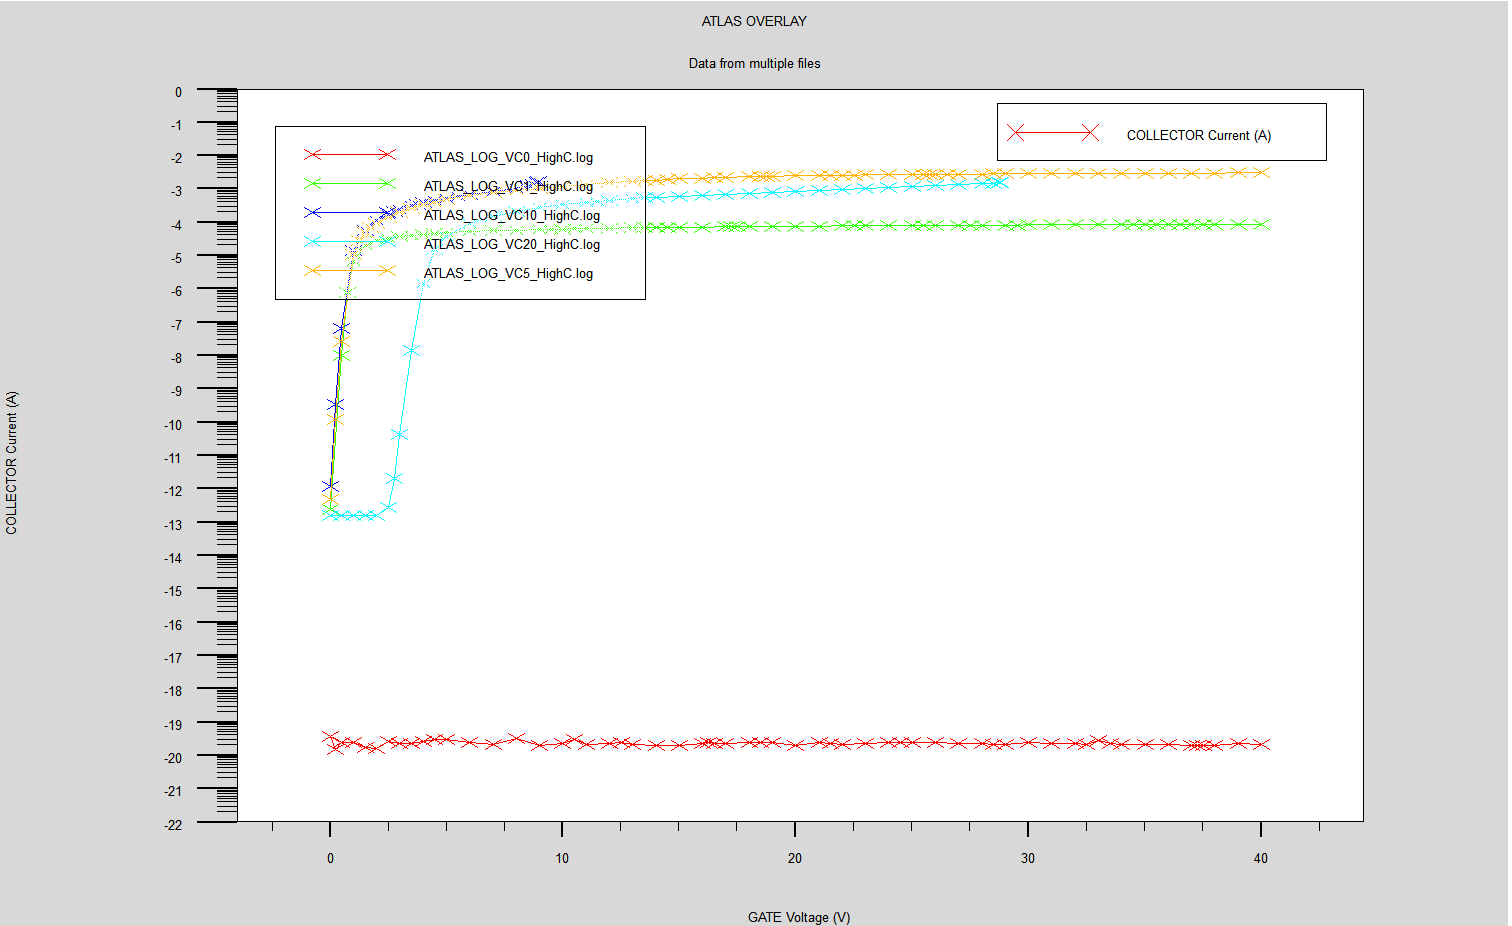 ATLAS OVERLAY
Data from multiple files
COLLECTOR Current (A)
ATLAS_LOG_VC0_HighC.log
ATLAS_LOG_VC1_HighC.log
ATLAS_LOG_VC10_HighC.log
ATLAS_LOG_VC20_HighC.log
ATLAS_LOG_VC5_HighC.log
COLLECTOR Current (A)
0
-1
-2
-3
-4
-5
-6
-7
-8
-9
-10
-11
-12
-13
-14
-15
-16
-17
-18
-19
-20
-21
-22
0 10 20 30 40
GATE Voltage (V)